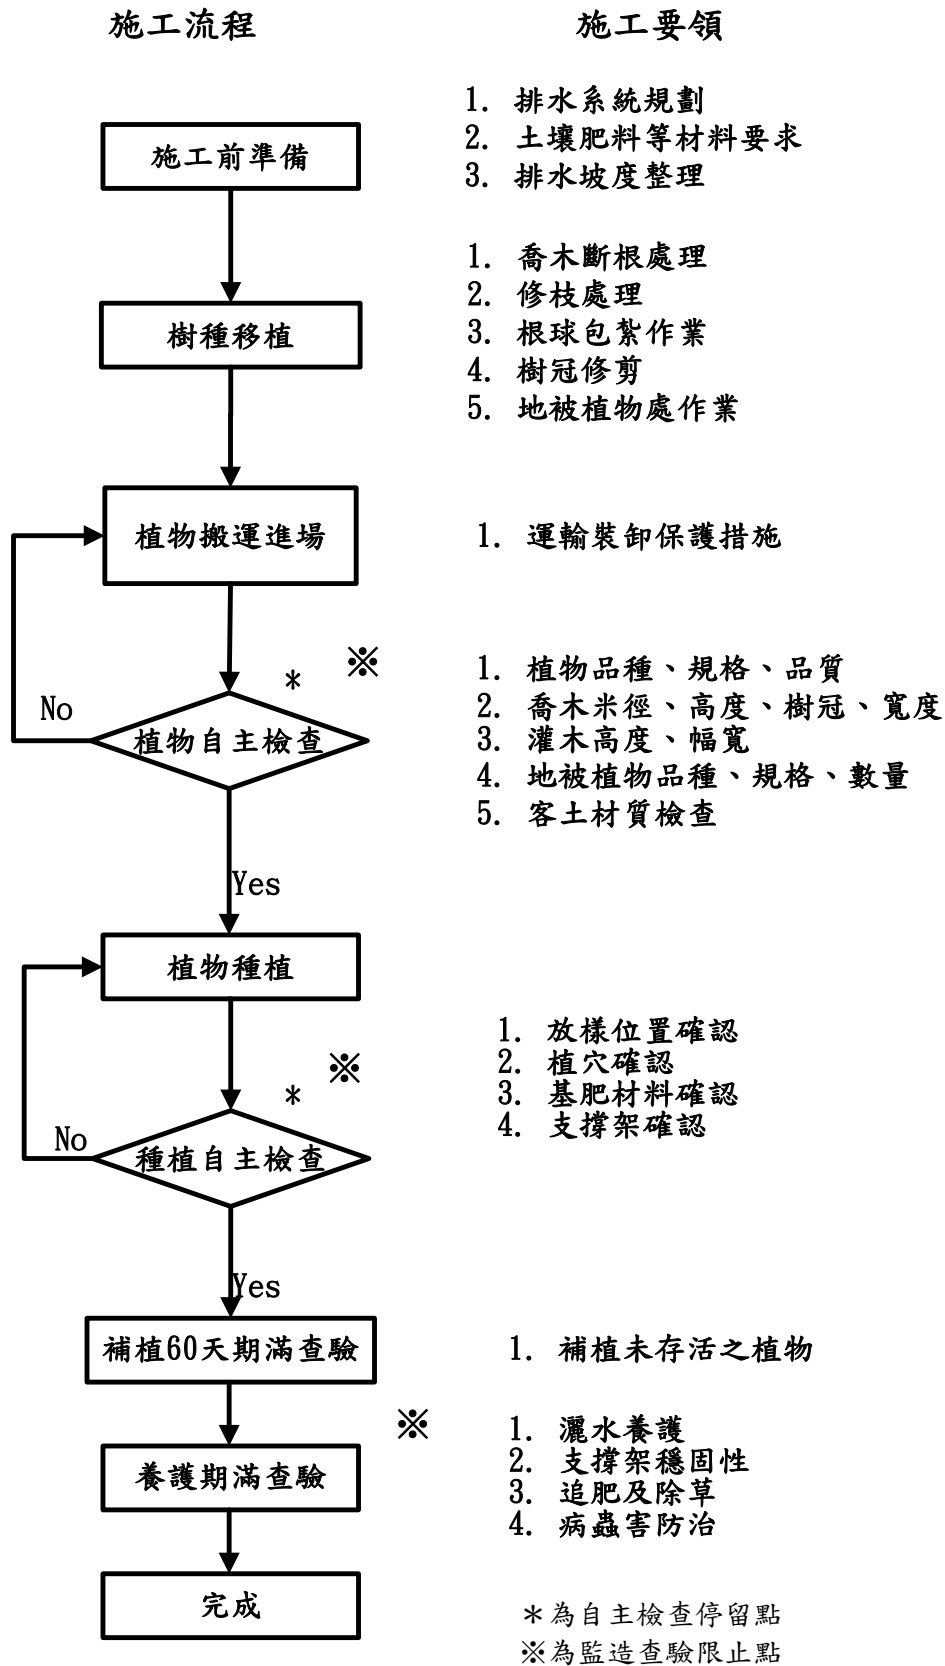 施工流程
施工要領
施工前準備
1. 排水系統規劃
2. 土壤肥料等材料要求
3. 排水坡度整理
樹種移植
1. 喬木斷根處理
2. 修枝處理
3. 根球包紮作業
4. 樹冠修剪
5. 地被植物處作業
植物搬運進場
1. 運輸裝卸保護措施
* ※
No
植物自主檢查
1. 植物品種、規格、品質
2. 喬木米徑、高度、樹冠、寬度
3. 灌木高度、幅寬
4. 地被植物品種、規格、數量
5. 客土材質檢查
Yes
植物種植
* ※
No
種植自主檢查
1. 放樣位置確認
2. 植穴確認
3. 基肥材料確認
4. 支撐架確認
Yes
補植60天期滿查驗
1. 補植未存活之植物
※
養護期滿查驗
1. 灑水養護
2. 支撐架穩固性
3. 追肥及除草
4. 病蟲害防治
完成
*為自主檢查停留點
※為監造查驗限止點